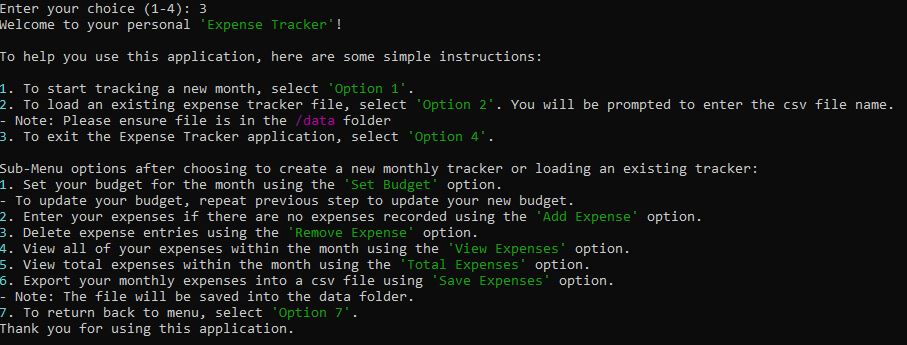 Enter your choice (1-4): 3
Welcome to your personal 'Expense Tracker'!
To help you use this application, here are some simple instructions:
1. To start tracking a new month, select 'Option 1'.
2. To load an existing expense tracker file, select 'Option 2'. You will be prompted to enter the csv file name.
- Note: Please ensure file is in the /data folder
3. To exit the Expense Tracker application, select 'Option 4'.
Sub-Menu options after choosing to create a new monthly tracker or loading an existing tracker:
1. Set your budget for the month using the 'Set Budget' option.
- To update your budget, repeat previous step to update your new budget.
2. Enter your expenses if there are no expenses recorded using the 'Add Expense' option.
3. Delete expense entries using the 'Remove Expense' option.
4. View all of your expenses within the month using the 'View Expenses' option.
5. View total expenses within the month using the 'Total Expenses' option.
6. Export your monthly expenses into a csv file using 'Save Expenses' option.
- Note: The file will be saved into the data folder.
7. To return back to menu, select 'Option 7'.
Thank you for using this application.